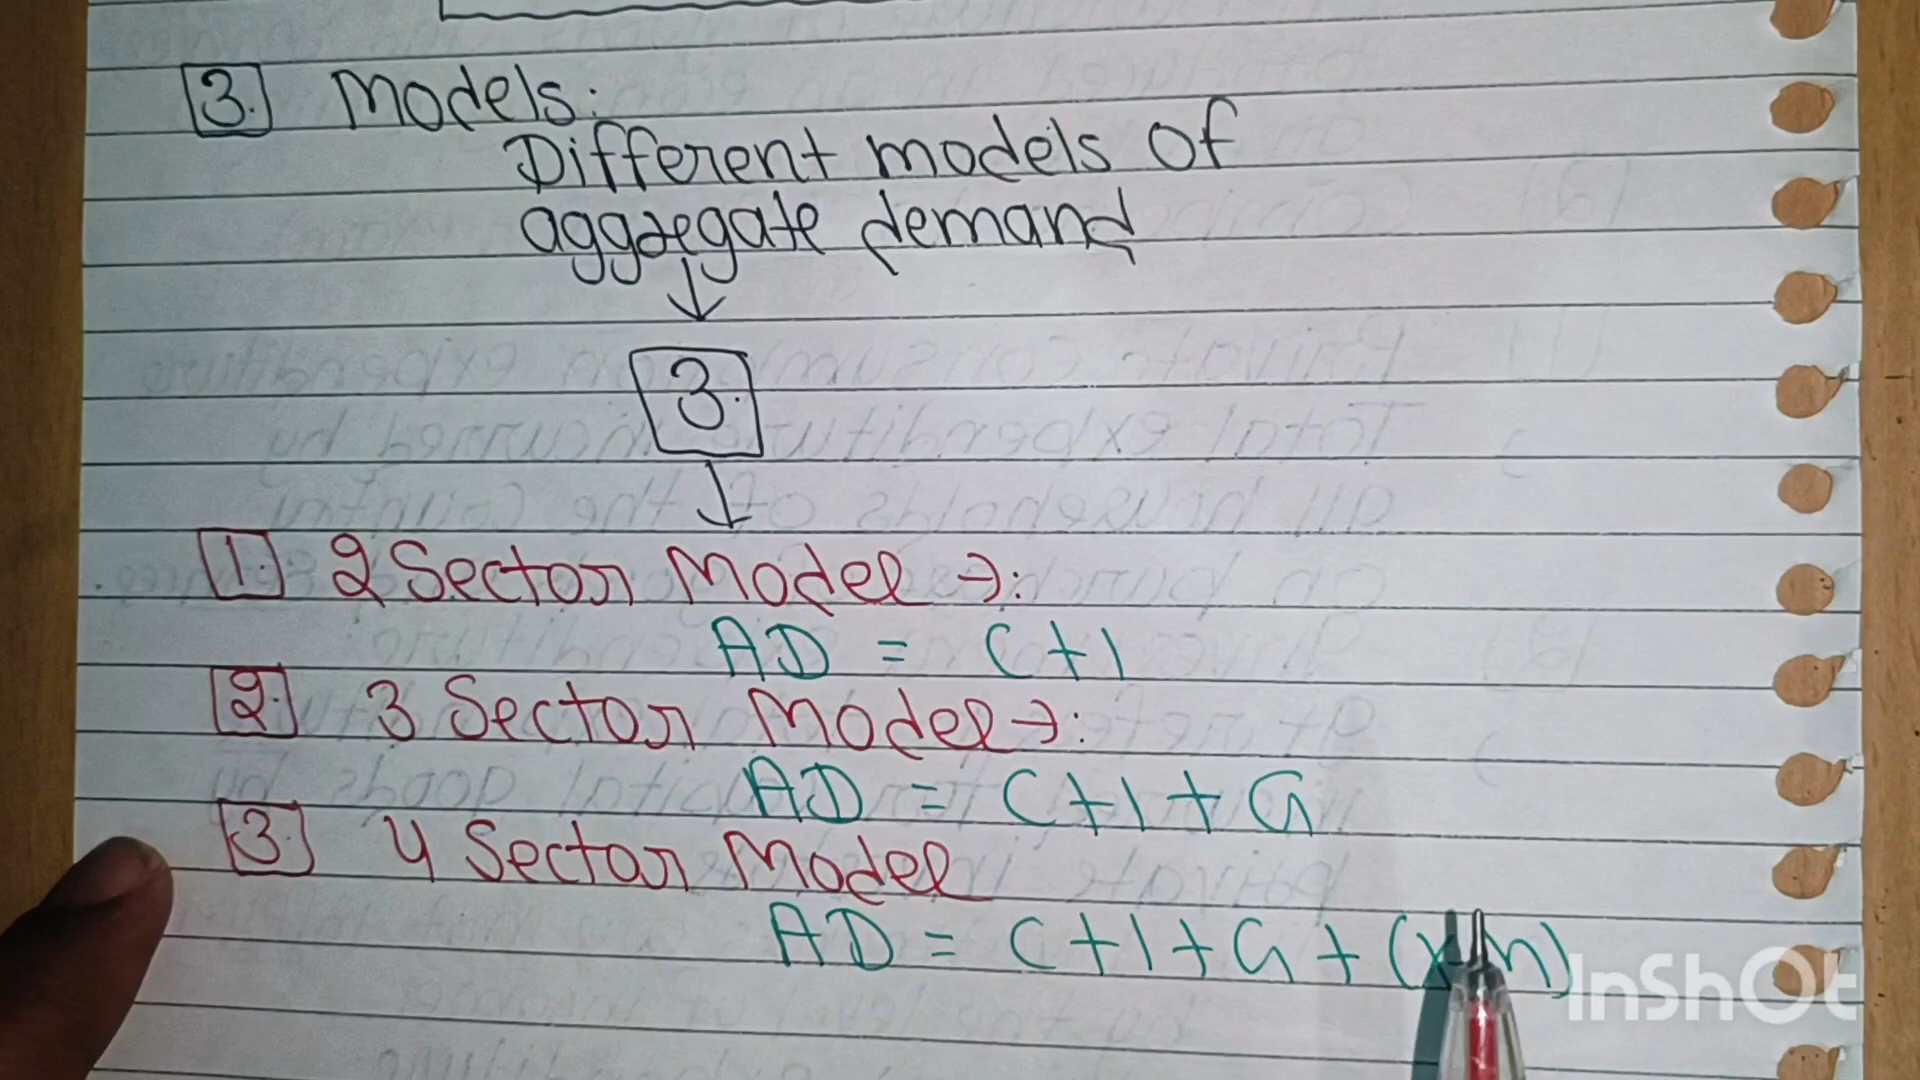 3. Models:
Different models of
aggregate demand
3.
1. 2 Sector Model →:
AD = C+I
2. 3 Sector Model →:
AD = C+I+G
3. 4 Sector Model
AD = C+I+G+(x-m)
InShOt